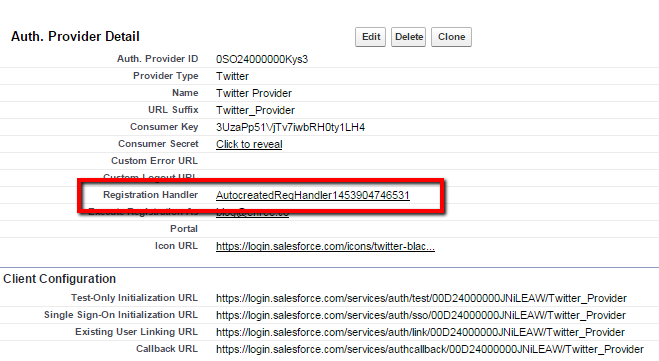 Auth. Provider Detail Edit Delete Clone
Auth. Provider ID 0SO24000000Kys3
Provider Type Twitter
Name Twitter Provider
URL Suffix Twitter_Provider
Consumer Key 3UzaPp51VjTv7iwbRH0ty1LH4
Consumer Secret Click to reveal
Custom Error URL
Custom Logout URL
Registration Handler AutocreatedRegHandler1453904746531
Execute Registration As
Portal
Icon URL https://login.salesforce.com/icons/twitter-blac...
Client Configuration
Test-Only Initialization URL https://login.salesforce.com/services/auth/test/00D24000000JNiLEAW/Twitter_Provider
Single Sign-On Initialization URL https://login.salesforce.com/services/auth/sso/00D24000000JNiLEAW/Twitter_Provider
Existing User Linking URL https://login.salesforce.com/services/auth/link/00D24000000JNiLEAW/Twitter_Provider
Callback URL https://login.salesforce.com/services/authcallback/00D24000000JNiLEAW/Twitter_Provider